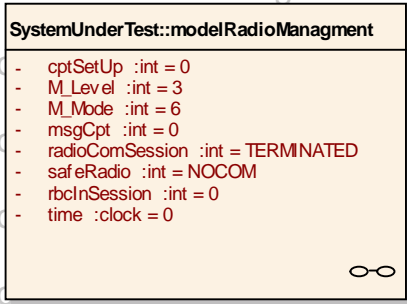 SystemUnderTest::modelRadioManagment
- cptSetUp :int = 0
- M_Level :int = 3
- M_Mode :int = 6
- msgCpt :int = 0
- radioComSession :int = TERMINATED
- safeRadio :int = NOCOM
- rbcInSession :int = 0
- time :clock = 0